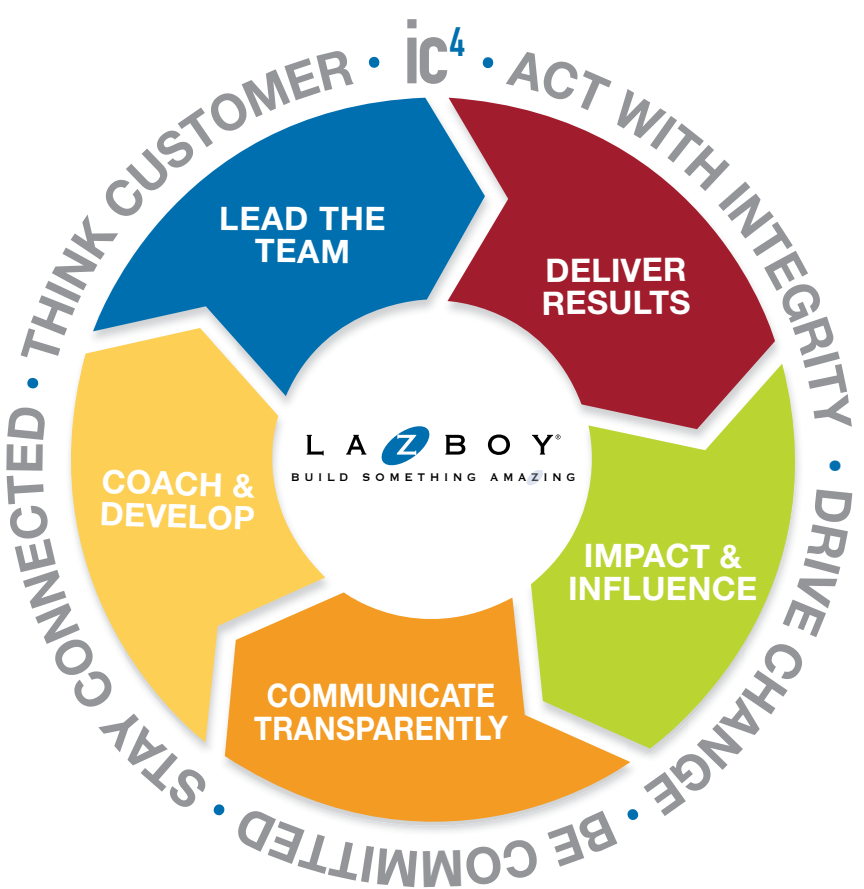 ic4 • ACT WITH INTEGRITY • DRIVE CHANGE • BE COMMITTED • STAY CONNECTED • THINK CUSTOMER •
LEAD THE
TEAM
DELIVER
RESULTS
IMPACT &
INFLUENCE
COMMUNICATE
TRANSPARENTLY
COACH &
DEVELOP
LAZBOY®
BUILD SOMETHING AMAZING